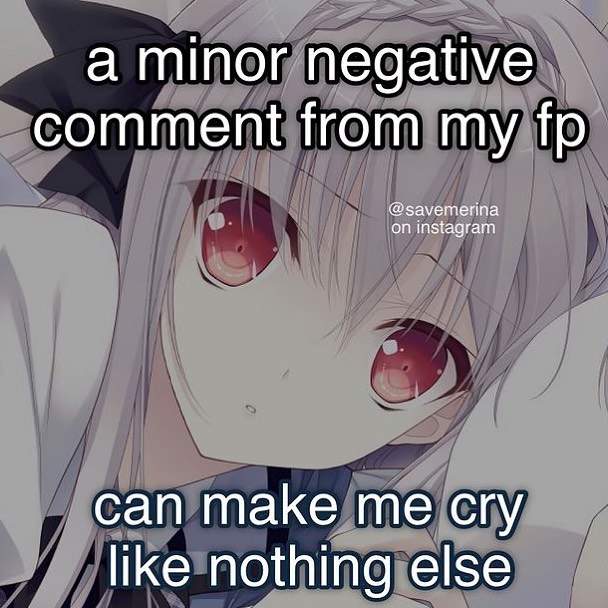 a minor negative
comment from my fp
@savemerina
on instagram
can make me cry
like nothing else